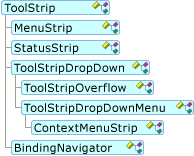 ToolStrip
MenuStrip
StatusStrip
ToolStripDropDown
ToolStripOverflow
ToolStripDropDownMenu
ContextMenuStrip
BindingNavigator